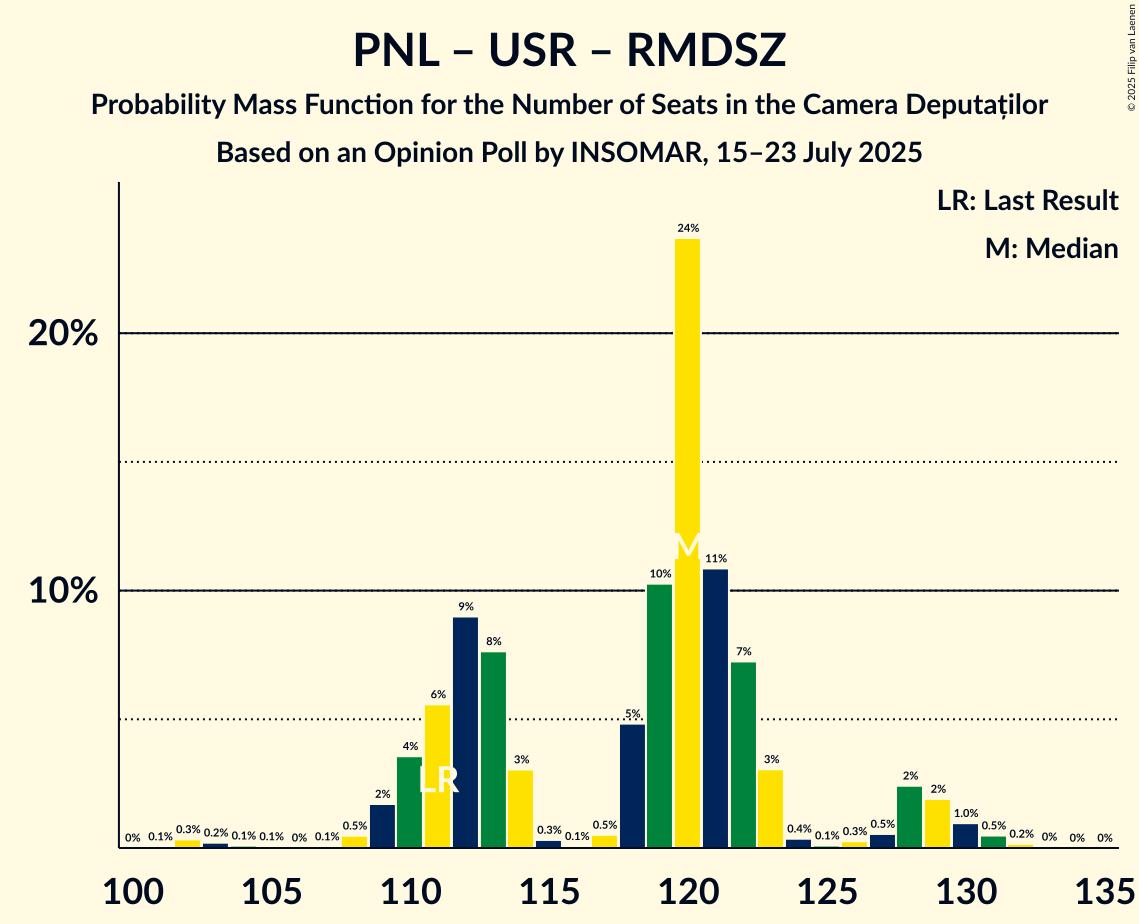 PNL – USR – RMDSZ
Probability Mass Function for the Number of Seats in the Camera Deputaților
Based on an Opinion Poll by INSOMAR, 15–23 July 2025
© 2025 Filip van Laenen
LR: Last Result
M: Median
20%
10%
0% 0.1% 0.3% 0.2% 0.1% 0.1% 0% 0.1% 0.5% 2% 4% 6% 9% 8% 3% 0.3% 0.1% 0.5% 5% 10% 24% 11% 7% 3% 0.4% 0.1% 0.3% 0.5% 2% 2% 1.0% 0.5% 0.2% 0% 0% 0%
LR
M
100 105 110 115 120 125 130 135